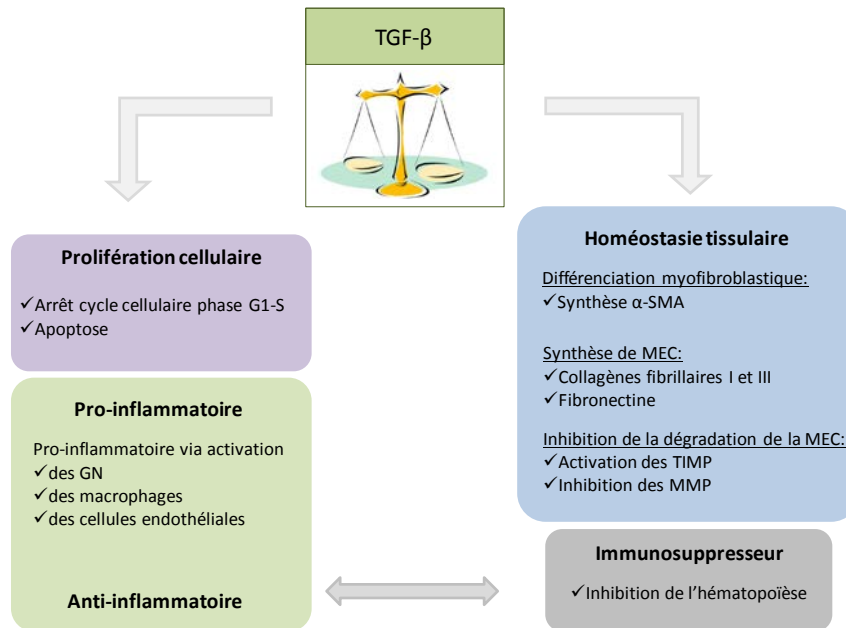 TGF-β
Prolifération cellulaire
✓Arrêt cycle cellulaire phase G1-S
✓Apoptose
Pro-inflammatoire
Pro-inflammatoire via activation
✓des GN
✓des macrophages
✓des cellules endothéliales
Anti-inflammatoire
Homéostasie tissulaire
Différenciation myofibroblastique:
✓Synthèse α-SMA
Synthèse de MEC:
✓Collagènes fibrillaires I et III
✓Fibronectine
Inhibition de la dégradation de la MEC:
✓Activation des TIMP
✓Inhibition des MMP
Immunosuppresseur
✓Inhibition de l’hématopoïèse